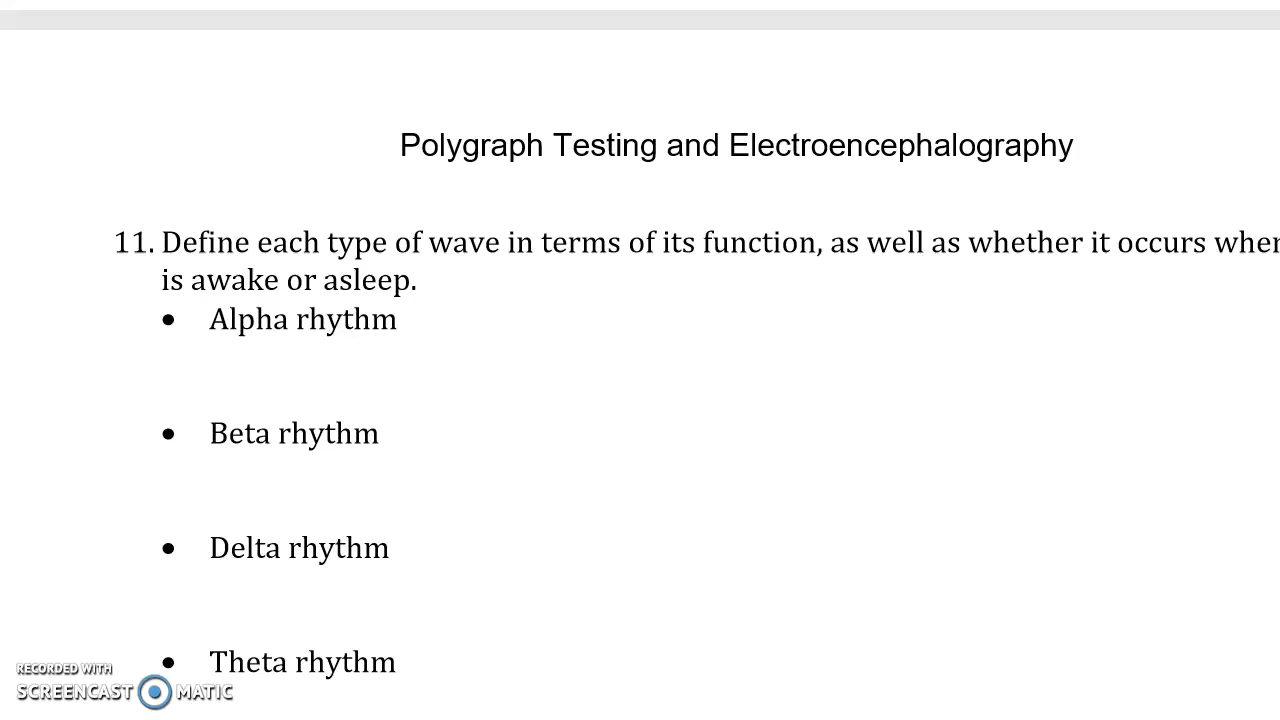 Polygraph Testing and Electroencephalography
11. Define each type of wave in terms of its function, as well as whether it occurs when
is awake or asleep.
• Alpha rhythm
• Beta rhythm
• Delta rhythm
• Theta rhythm
RECORDED WITH
SCREENCAST MATIC